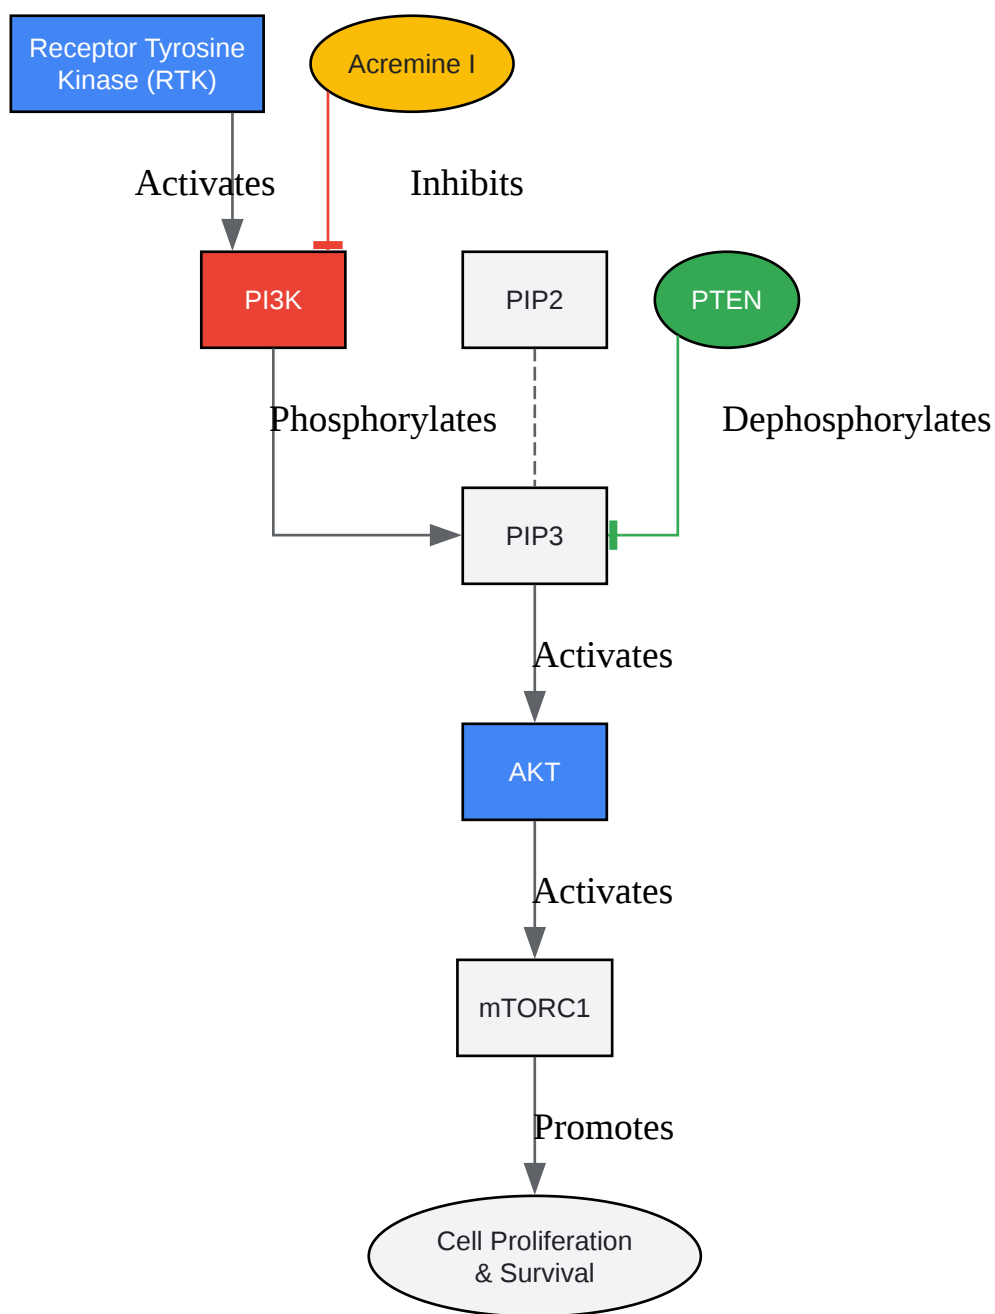 Receptor Tyrosine
Kinase (RTK)
Acremine I
Activates
Inhibits
PI3K
PIP2
PTEN
Phosphorylates
Dephosphorylates
PIP3
Activates
AKT
Activates
mTORC1
Promotes
Cell Proliferation
& Survival